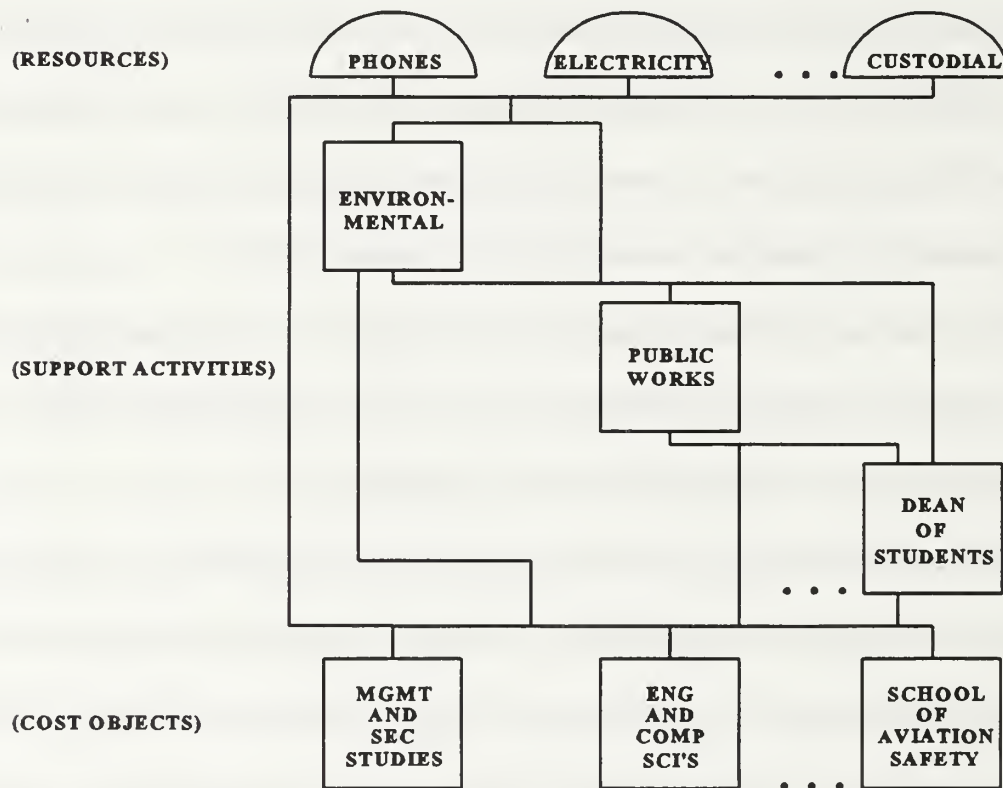 (RESOURCES)
PHONES
ELECTRICITY
. . .
CUSTODIAL
ENVIRON-
MENTAL
(SUPPORT ACTIVITIES)
PUBLIC
WORKS
DEAN
OF
STUDENTS
. . .
(COST OBJECTS)
MGMT
AND
SEC
STUDIES
ENG
AND
COMP
SCI'S
. . .
SCHOOL
OF
AVIATION
SAFETY